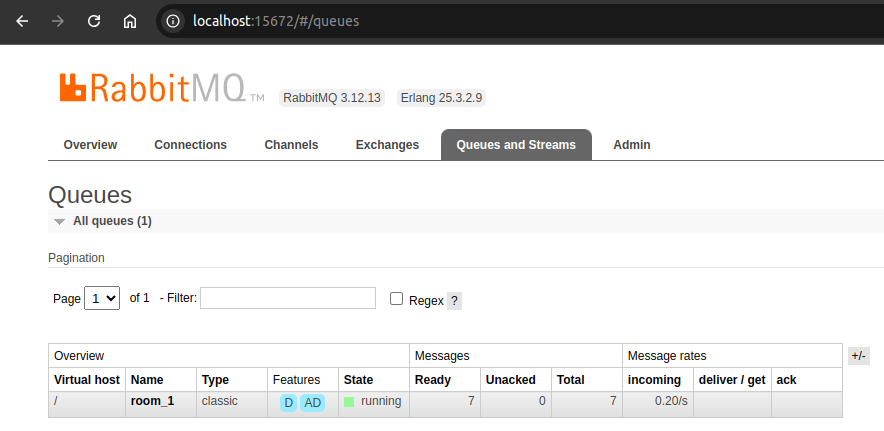 localhost:15672/#/queues
RabbitMQ TM RabbitMQ 3.12.13 Erlang 25.3.2.9
Overview Connections Channels Exchanges Queues and Streams Admin
Queues
All queues (1)
Pagination
Page 1 of 1 - Filter: Regex ?
Overview Messages Message rates +/-
Virtual host Name Type Features State Ready Unacked Total incoming deliver / get ack
/ room_1 classic D AD running 7 0 7 0.20/s